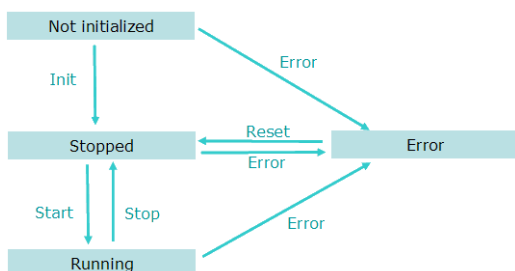 Not initialized
Error
Init
Reset
Stopped
Error
Error
Start
Stop
Error
Running